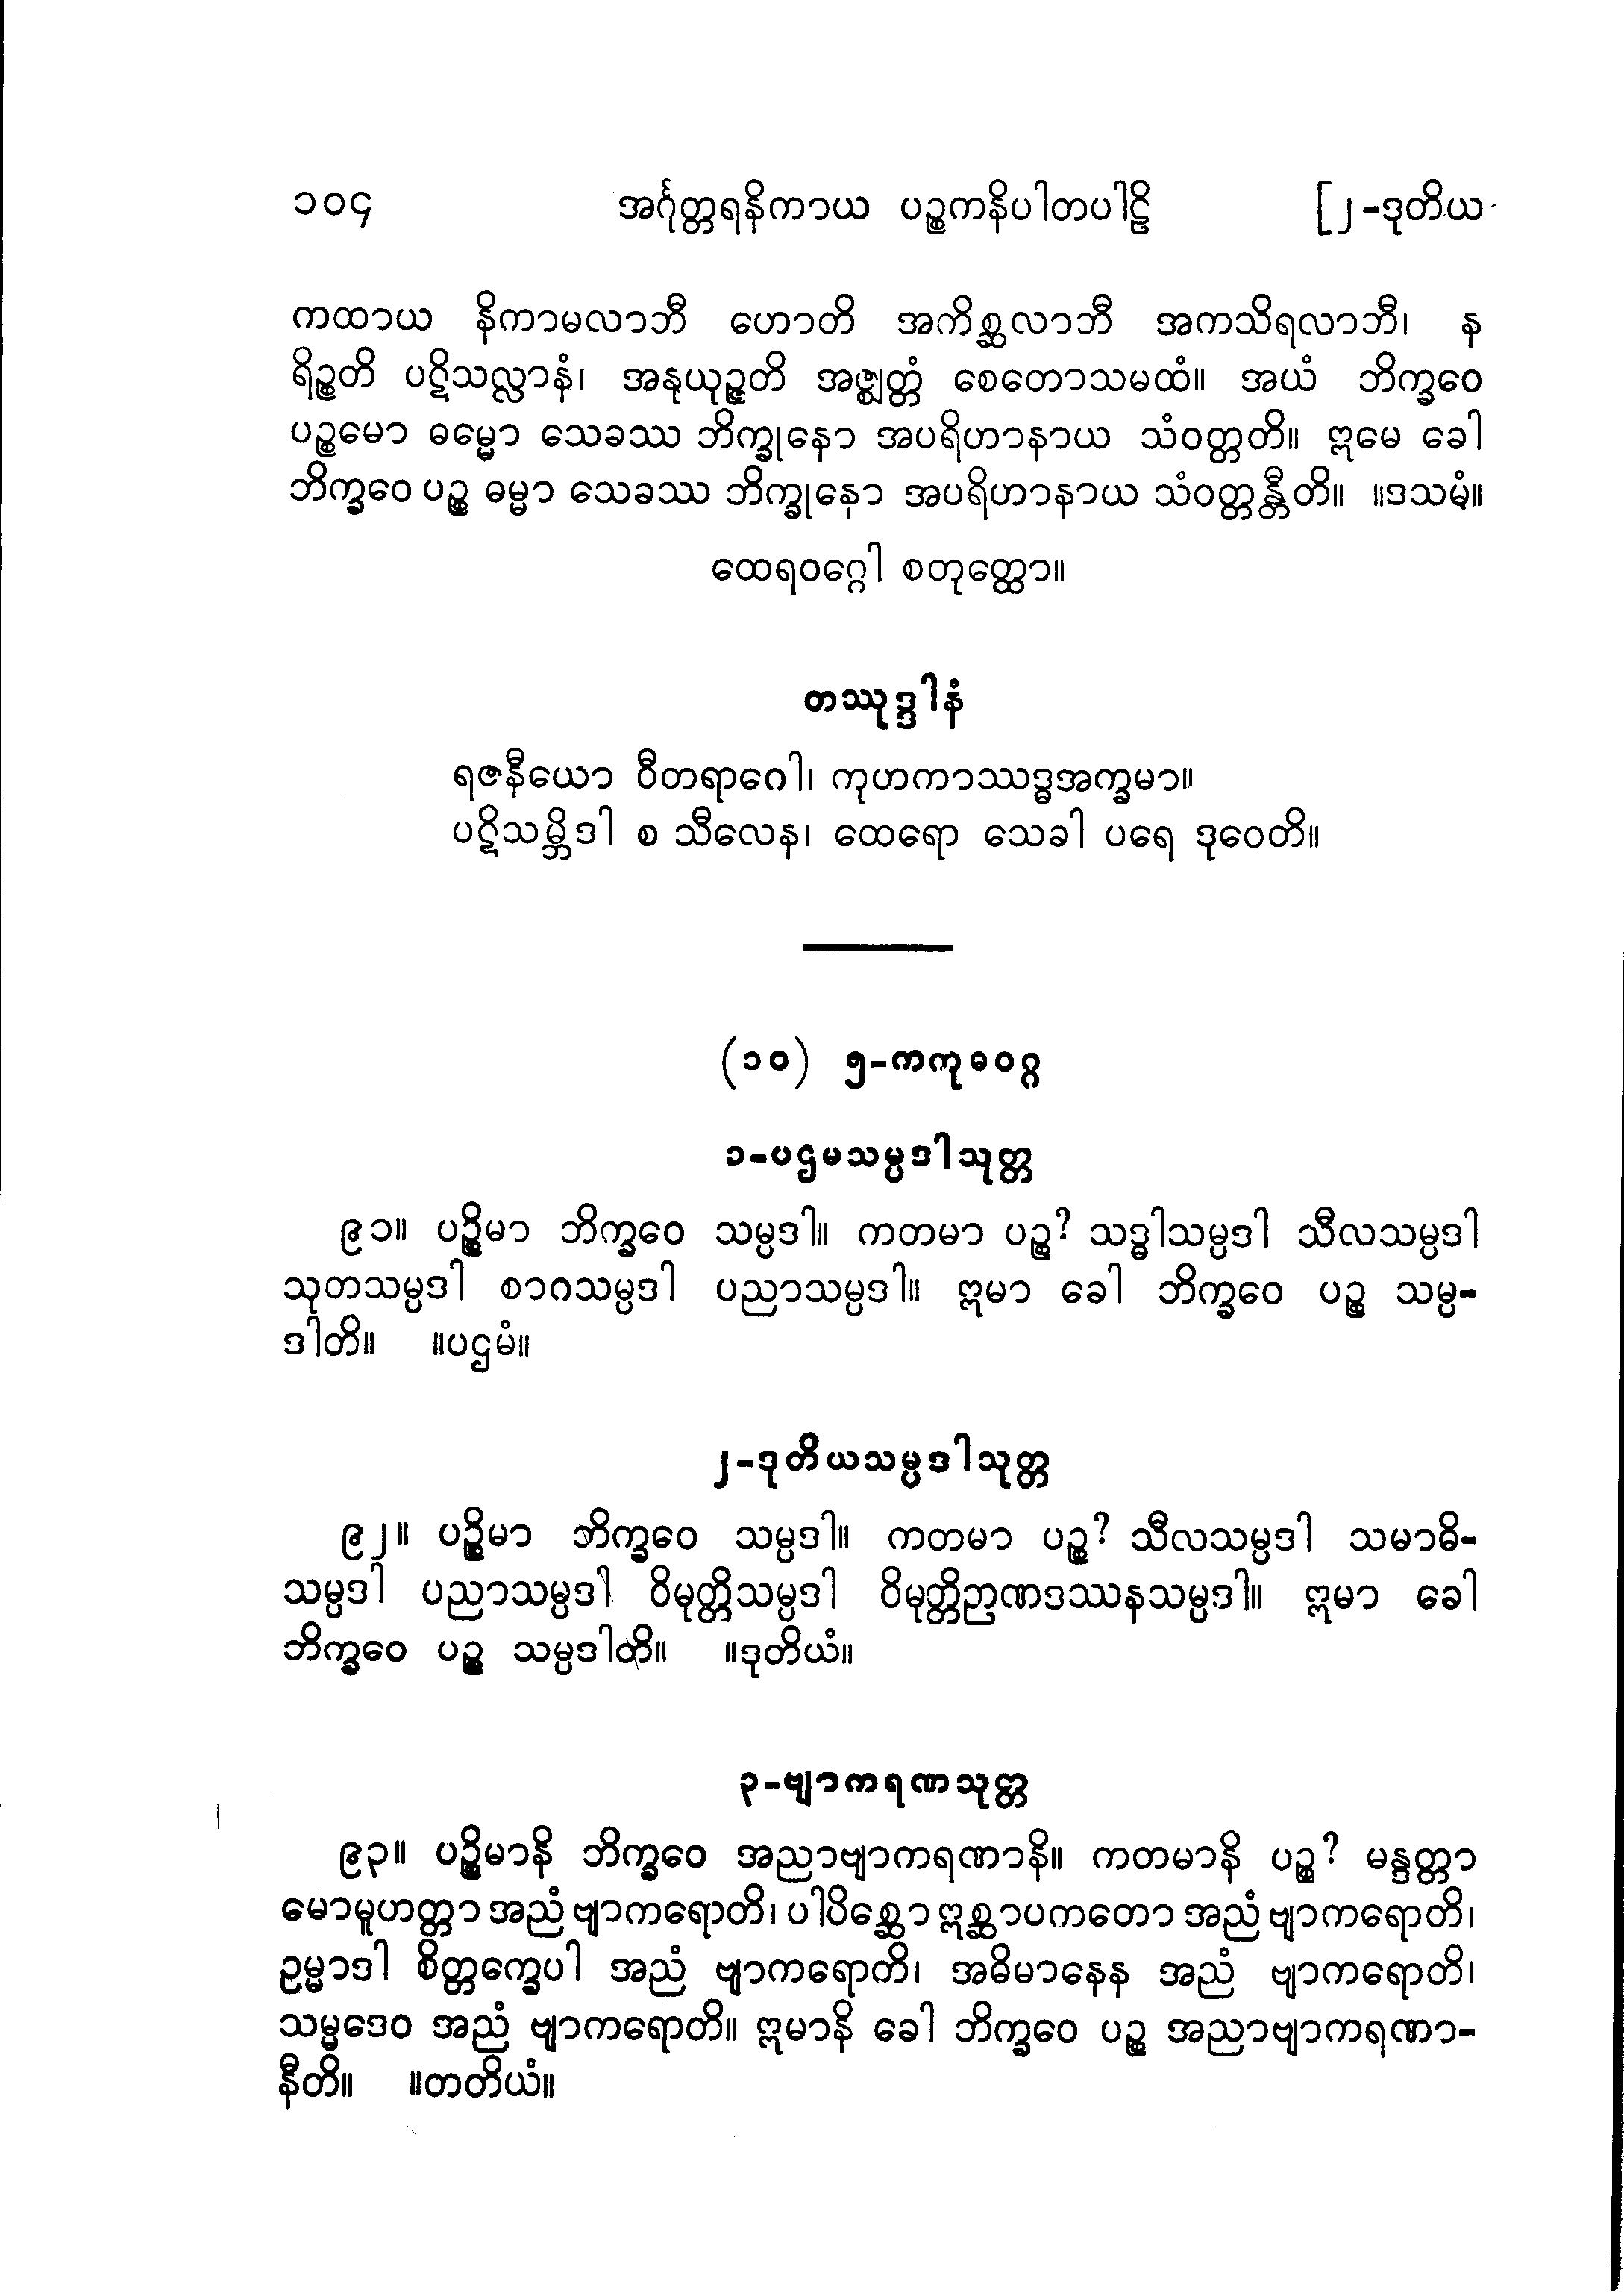 ၁၀၄ အင်္ဂုတ္တရနိကာယ ပဉ္စကနိပါတပါဠိ [၂-ဒုတိယ
ကထာယ နိကာမလာဘီ ဟောတိ အကိစ္ဆလာဘီ အကသိရလာဘီ၊ န
ရိဉ္စတိ ပဋိသလ္လာနံ၊ အနုယုဉ္ဇတိ အဇ္ဈတ္တံ စေတောသမထံ။ အယံ ဘိက္ခဝေ
ပဉ္စမော ဓမ္မော သေခဿ ဘိက္ခုနော အပရိဟာနာယ သံဝတ္တတိ။ ဣမေ ခေါ
ဘိက္ခဝေ ပဉ္စ ဓမ္မာ သေခဿ ဘိက္ခုနော အပရိဟာနာယ သံဝတ္တန္တီတိ။ ။ဒသမံ။
ထေရဝဂ္ဂေါ စတုတ္ထော။
တဿုဒ္ဒါနံ
ရဇနီယော ဝီတရာဂေါ၊ ကုဟကာဿဒ္ဓအက္ခမာ။
ပဋိသမ္ဘိဒါ စ သီလေန၊ ထေရော သေခါ ပရေ ဒုဝေတိ။
(၁၀) ၅-ကကုဓဝဂ္ဂ
၁-ပဌမသမ္ပဒါသုတ္တ
၉၁။ ပဉ္စိမာ ဘိက္ခဝေ သမ္ပဒါ။ ကတမာ ပဉ္စ? သဒ္ဓါသမ္ပဒါ သီလသမ္ပဒါ
သုတသမ္ပဒါ စာဂသမ္ပဒါ ပညာသမ္ပဒါ။ ဣမာ ခေါ ဘိက္ခဝေ ပဉ္စ သမ္ပ-
ဒါတိ။ ။ပဌမံ။
၂-ဒုတိယသမ္ပဒါသုတ္တ
၉၂။ ပဉ္စိမာ ဘိက္ခဝေ သမ္ပဒါ။ ကတမာ ပဉ္စ? သီလသမ္ပဒါ သမာဓိ-
သမ္ပဒါ ပညာသမ္ပဒါ ဝိမုတ္တိသမ္ပဒါ ဝိမုတ္တိဉာဏဒဿနသမ္ပဒါ။ ဣမာ ခေါ
ဘိက္ခဝေ ပဉ္စ သမ္ပဒါတိ။ ။ဒုတိယံ။
၃-ဗျာကရဏသုတ္တ
၉၃။ ပဉ္စိမာနိ ဘိက္ခဝေ အညာဗျာကရဏာနိ။ ကတမာနိ ပဉ္စ? မန္ဒတ္တာ
မောမူဟတ္တာ အညံ ဗျာကရောတိ၊ ပါပိစ္ဆော ဣစ္ဆာပကတော အညံ ဗျာကရောတိ၊
ဥမ္မာဒါ စိတ္တက္ခေပါ အညံ ဗျာကရောတိ၊ အဓိမာနေန အညံ ဗျာကရောတိ၊
သမ္မဒေဝ အညံ ဗျာကရောတိ။ ဣမာနိ ခေါ ဘိက္ခဝေ ပဉ္စ အညာဗျာကရဏာ-
နီတိ။ ။တတိယံ။